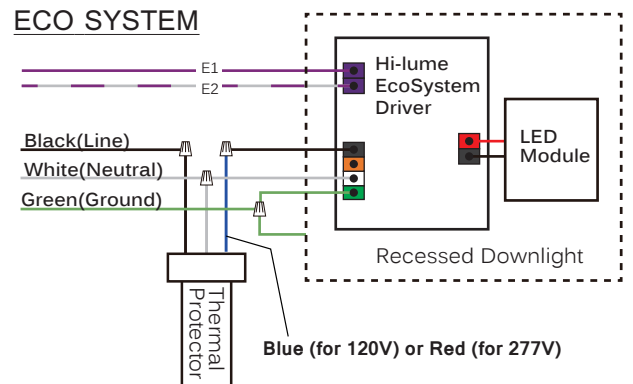 ECO SYSTEM
E1
E2
Hi-lume
EcoSystem
Driver
LED
Module
Black(Line)
White(Neutral)
Green(Ground)
Recessed Downlight
Thermal
Protector
Blue (for 120V) or Red (for 277V)